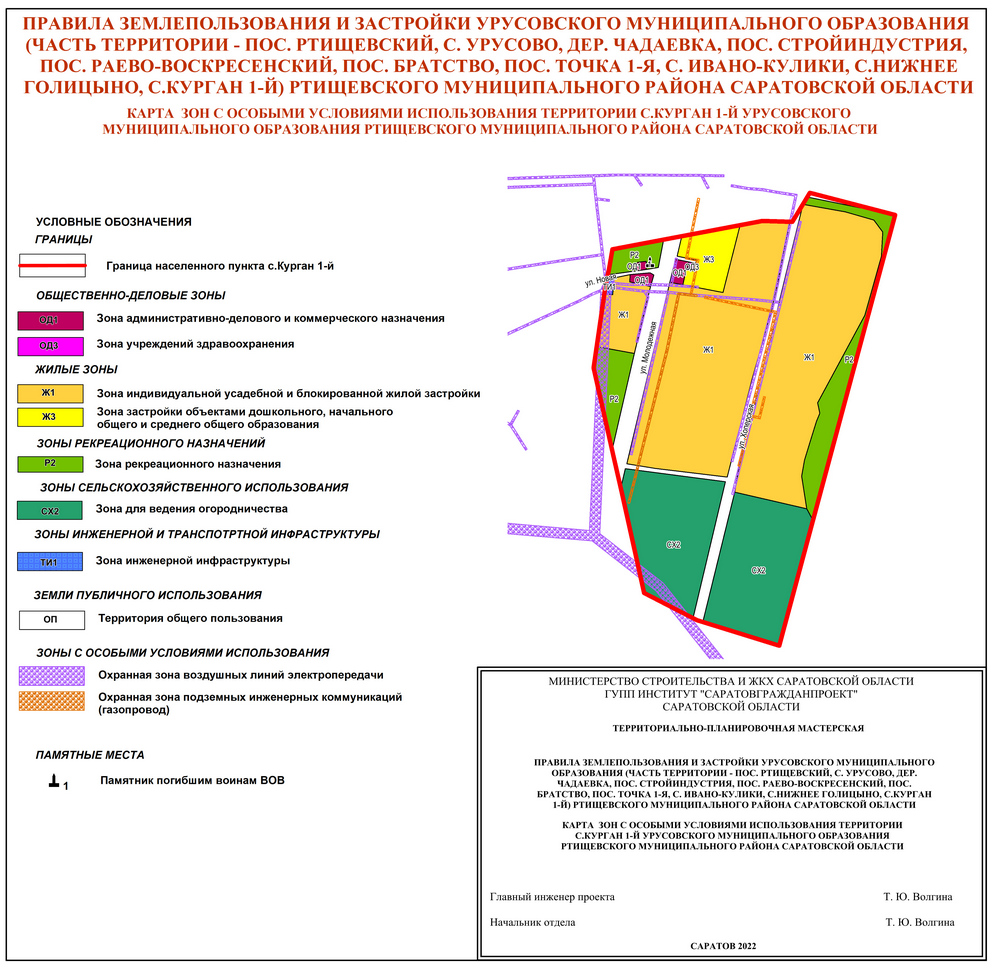 ПРАВИЛА ЗЕМЛЕПОЛЬЗОВАНИЯ И ЗАСТРОЙКИ УРУСОВСКОГО МУНИЦИПАЛЬНОГО ОБРАЗОВАНИЯ
(ЧАСТЬ ТЕРРИТОРИИ - ПОС. РТИЩЕВСКИЙ, С. УРУСОВО, ДЕР. ЧАДАЕВКА, ПОС. СТРОЙИНДУСТРИЯ,
ПОС. РАЕВО-ВОСКРЕСЕНСКИЙ, ПОС. БРАТСТВО, ПОС. ТОЧКА 1-Я, С. ИВАНО-КУЛИКИ, С.НИЖНЕЕ
ГОЛИЦЫНО, С.КУРГАН 1-Й) РТИЩЕВСКОГО МУНИЦИПАЛЬНОГО РАЙОНА САРАТОВСКОЙ ОБЛАСТИ
КАРТА ЗОН С ОСОБЫМИ УСЛОВИЯМИ ИСПОЛЬЗОВАНИЯ ТЕРРИТОРИИ С.КУРГАН 1-Й УРУСОВСКОГО
МУНИЦИПАЛЬНОГО ОБРАЗОВАНИЯ РТИЩЕВСКОГО МУНИЦИПАЛЬНОГО РАЙОНА САРАТОВСКОЙ ОБЛАСТИ
УСЛОВНЫЕ ОБОЗНАЧЕНИЯ
ГРАНИЦЫ
Граница населенного пункта с.Курган 1-й
ОБЩЕСТВЕННО-ДЕЛОВЫЕ ЗОНЫ
ОД1 Зона административно-делового и коммерческого назначения
ОД3 Зона учреждений здравоохранения
ЖИЛЫЕ ЗОНЫ
Ж1 Зона индивидуальной усадебной и блокированной жилой застройки
Ж3 Зона застройки объектами дошкольного, начального
общего и среднего общего образования
ЗОНЫ РЕКРЕАЦИОННОГО НАЗНАЧЕНИЙ
Р2 Зона рекреационного назначения
ЗОНЫ СЕЛЬСКОХОЗЯЙСТВЕННОГО ИСПОЛЬЗОВАНИЯ
СХ2 Зона для ведения огородничества
ЗОНЫ ИНЖЕНЕРНОЙ И ТРАНСПОТРТНОЙ ИНФРАСТРУКТУРЫ
ТИ1 Зона инженерной инфраструктуры
ЗЕМЛИ ПУБЛИЧНОГО ИСПОЛЬЗОВАНИЯ
ОП Территория общего пользования
ЗОНЫ С ОСОБЫМИ УСЛОВИЯМИ ИСПОЛЬЗОВАНИЯ
Охранная зона воздушных линий электропередачи
Охранная зона подземных инженерных коммуникаций
(газопровод)
ПАМЯТНЫЕ МЕСТА
1 Памятник погибшим воинам ВОВ
Р2
ОД1
1
ОД1
ул. Новая
ТИ1
ОД1
ОД3
Ж3
Ж1
ул. Молодежная
Ж1
Ж1
Р2
Р2
ул. Хоперская
СХ2
СХ2
МИНИСТЕРСТВО СТРОИТЕЛЬСТВА И ЖКХ САРАТОВСКОЙ ОБЛАСТИ
ГУПП ИНСТИТУТ "САРАТОВГРАЖДАНПРОЕКТ"
САРАТОВСКОЙ ОБЛАСТИ
ТЕРРИТОРИАЛЬНО-ПЛАНИРОВОЧНАЯ МАСТЕРСКАЯ
ПРАВИЛА ЗЕМЛЕПОЛЬЗОВАНИЯ И ЗАСТРОЙКИ УРУСОВСКОГО МУНИЦИПАЛЬНОГО
ОБРАЗОВАНИЯ (ЧАСТЬ ТЕРРИТОРИИ - ПОС. РТИЩЕВСКИЙ, С. УРУСОВО, ДЕР.
ЧАДАЕВКА, ПОС. СТРОЙИНДУСТРИЯ, ПОС. РАЕВО-ВОСКРЕСЕНСКИЙ, ПОС.
БРАТСТВО, ПОС. ТОЧКА 1-Я, С. ИВАНО-КУЛИКИ, С.НИЖНЕЕ ГОЛИЦЫНО, С.КУРГАН
1-Й) РТИЩЕВСКОГО МУНИЦИПАЛЬНОГО РАЙОНА САРАТОВСКОЙ ОБЛАСТИ
КАРТА ЗОН С ОСОБЫМИ УСЛОВИЯМИ ИСПОЛЬЗОВАНИЯ ТЕРРИТОРИИ
С.КУРГАН 1-Й УРУСОВСКОГО МУНИЦИПАЛЬНОГО ОБРАЗОВАНИЯ
РТИЩЕВСКОГО МУНИЦИПАЛЬНОГО РАЙОНА САРАТОВСКОЙ ОБЛАСТИ
Главный инженер проекта Т. Ю. Волгина
Начальник отдела Т. Ю. Волгина
САРАТОВ 2022